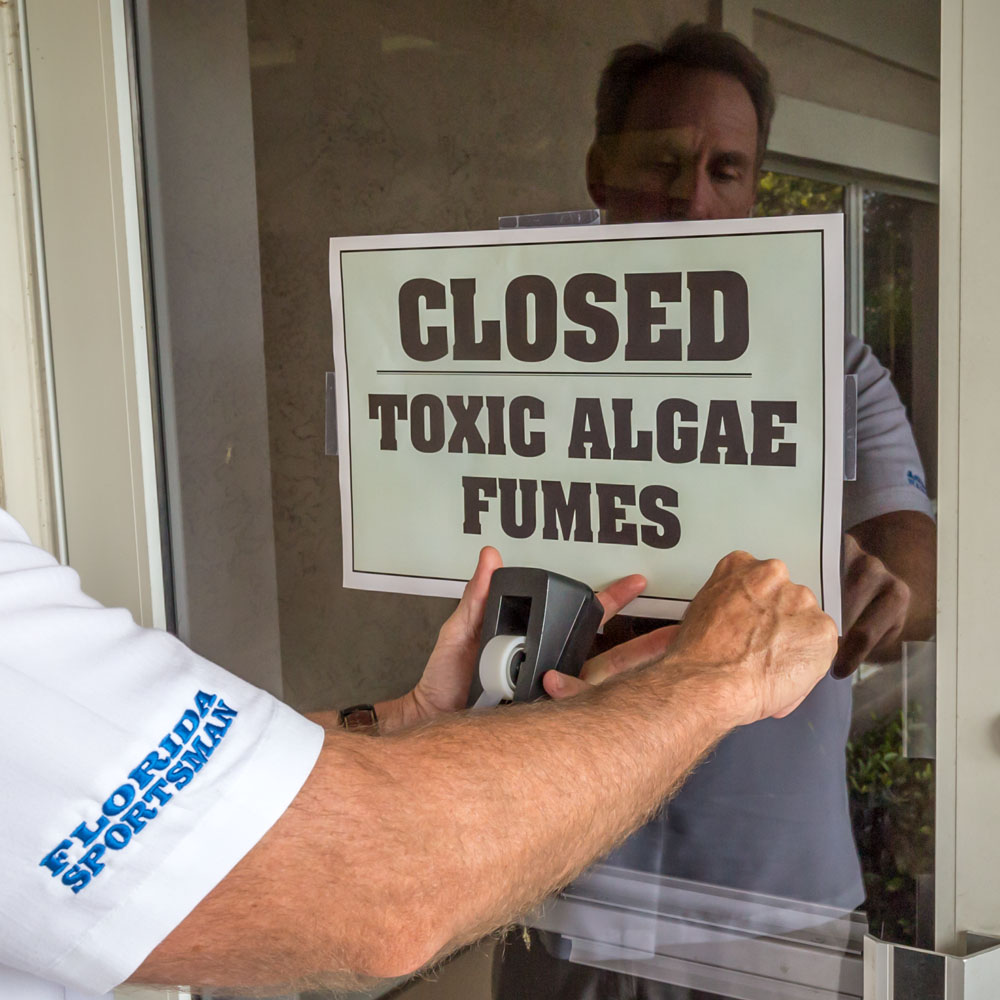 CLOSED
TOXIC ALGAE
FUMES
FLORIDA
SPORTSMAN